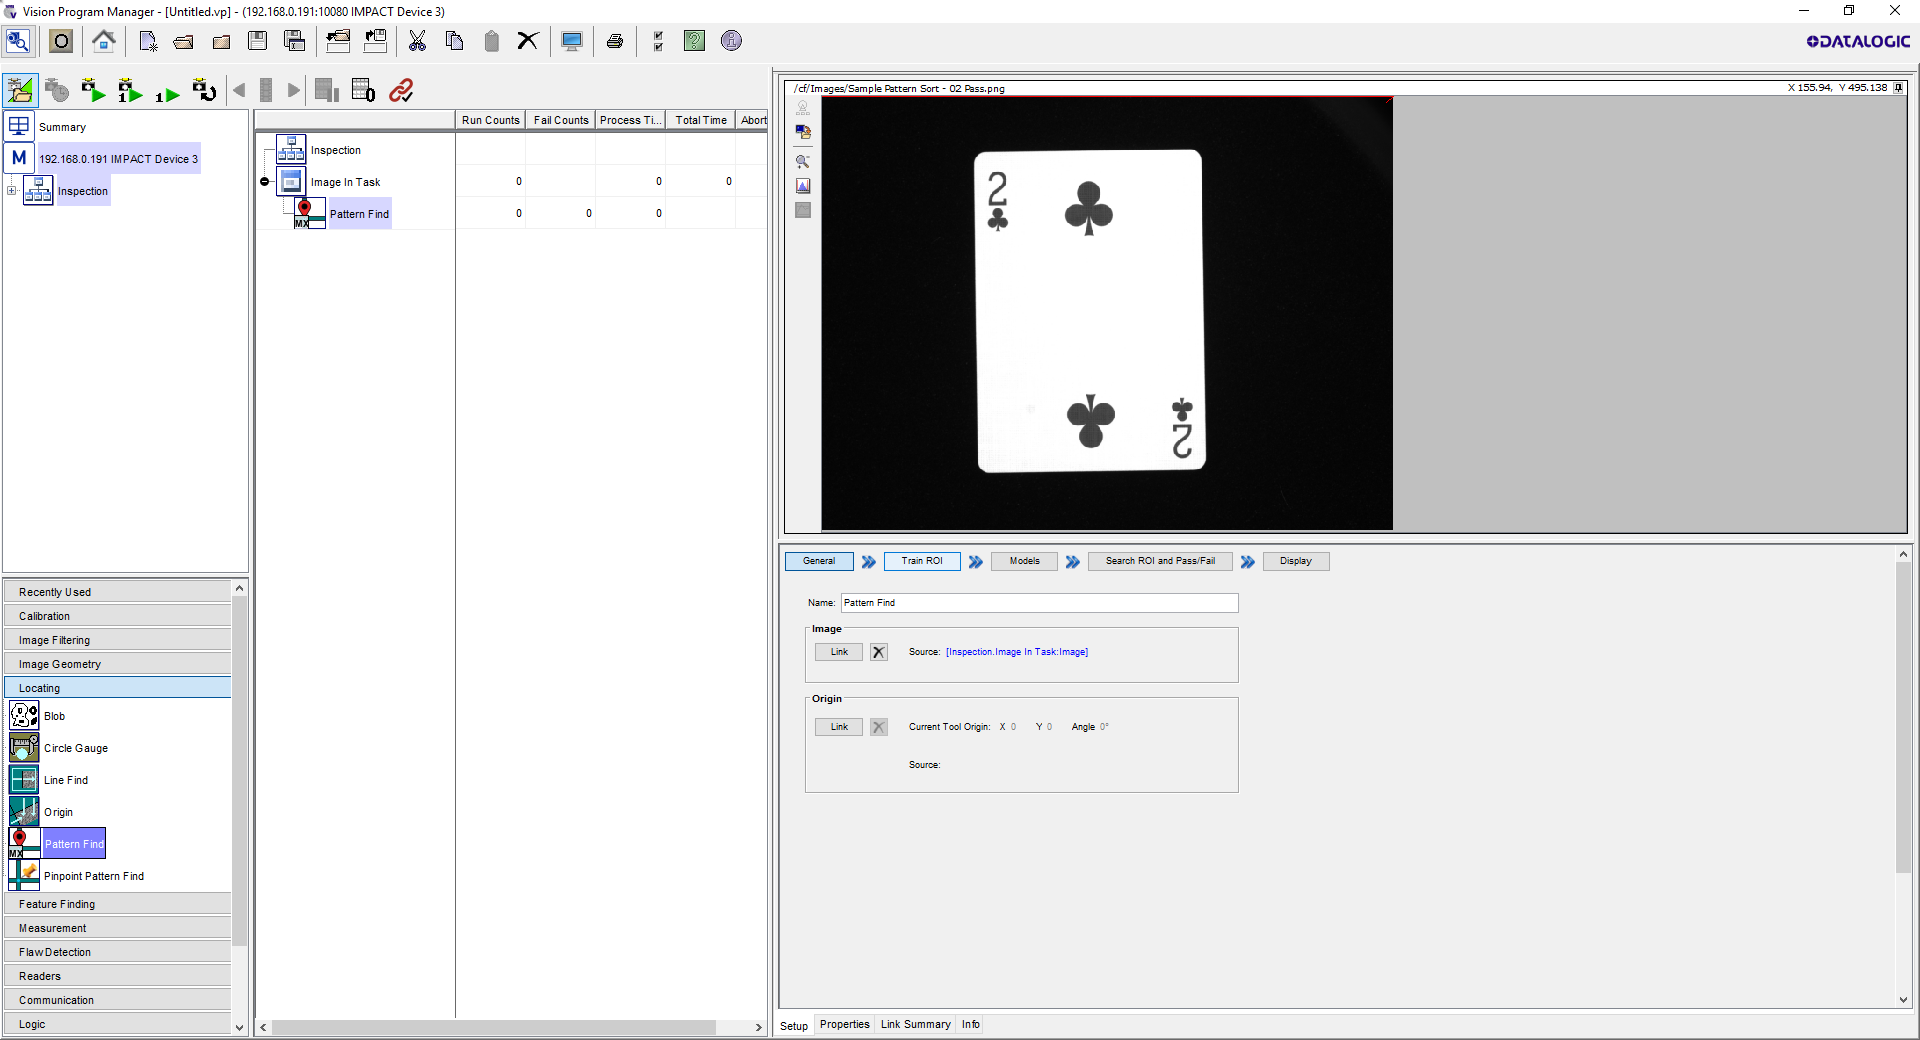 Vision Program Manager - [Untitled.vp] - (192.168.0.191:10080 IMPACT Device 3)
DATALOGIC
Summary
M
192.168.0.191 IMPACT Device 3
Inspection
Run Counts
Fail Counts
Process Ti...
Total Time
Abort
Inspection
Image In Task
0
0
0
Pattern Find
MX
0
0
0
Recently Used
Calibration
Image Filtering
Image Geometry
Locating
Blob
Circle Gauge
Line Find
Origin
Pattern Find
MX
Pinpoint Pattern Find
Feature Finding
Measurement
Flaw Detection
Readers
Communication
Logic
/cf/Images/Sample Pattern Sort - 02 Pass.png
X 155.94, Y 495.138
2
2
General
Train ROI
Models
Search ROI and Pass/Fail
Display
Name:
Pattern Find
Image
Link
Source: [Inspection.Image In Task:Image]
Origin
Link
Current Tool Origin: X 0 Y 0 Angle 0°
Source:
Setup
Properties
Link Summary
Info